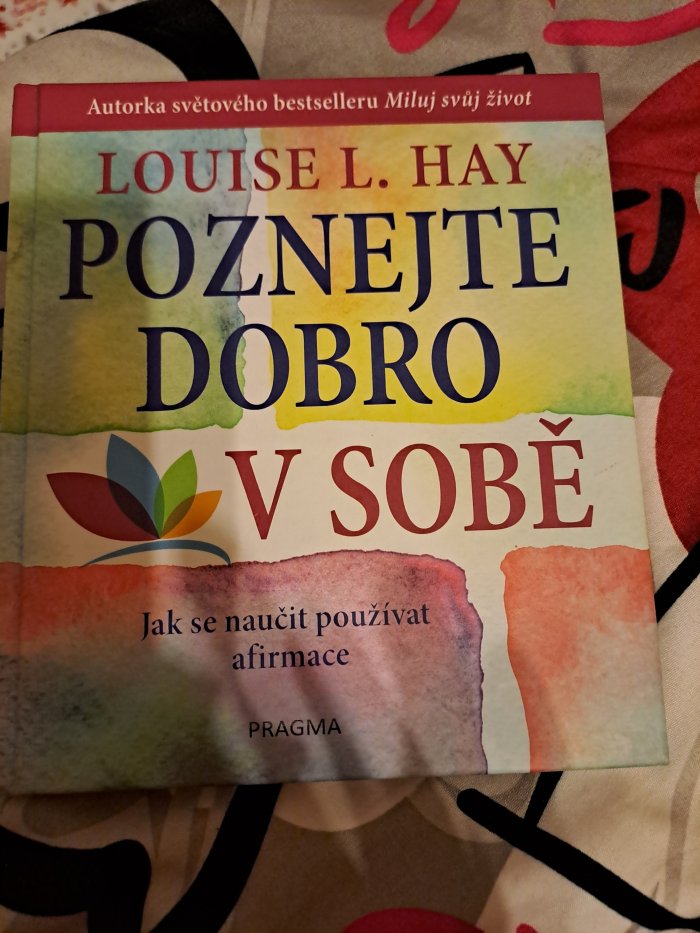 Autorka světového bestselleru Miluj svůj život
LOUISE L. HAY
POZNEJTE
DOBRO
V SOBĚ
Jak se naučit používat
afirmace
PRAGMA